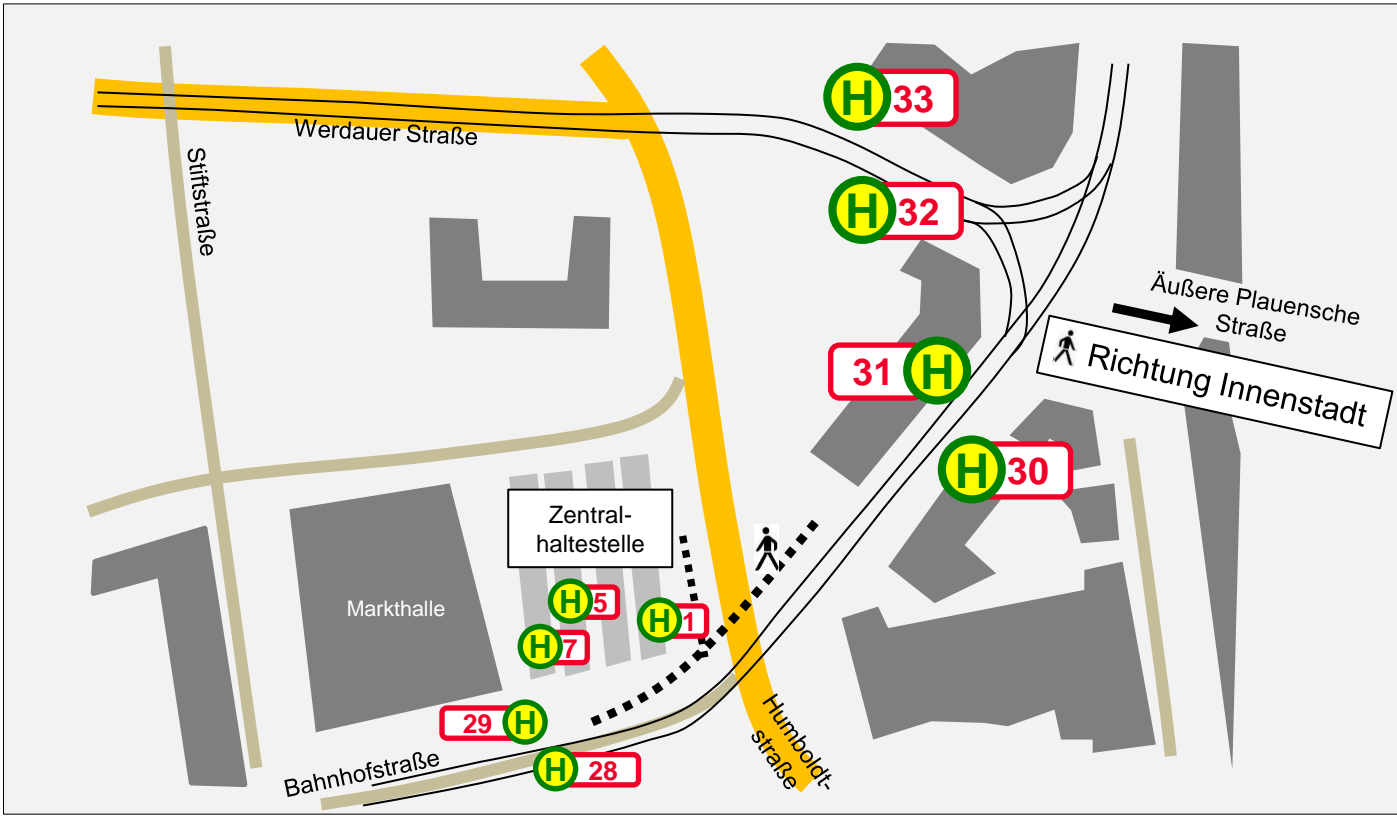 H 33
Werdauer Straße
Stiftstraße
H 32
Äußere Plauensche
Straße
Richtung Innenstadt
31 H
H 30
Zentral-
haltestelle
H 5
H 1
H 7
Markthalle
29 H
H 28
Bahnhofstraße
Humboldt-
straße